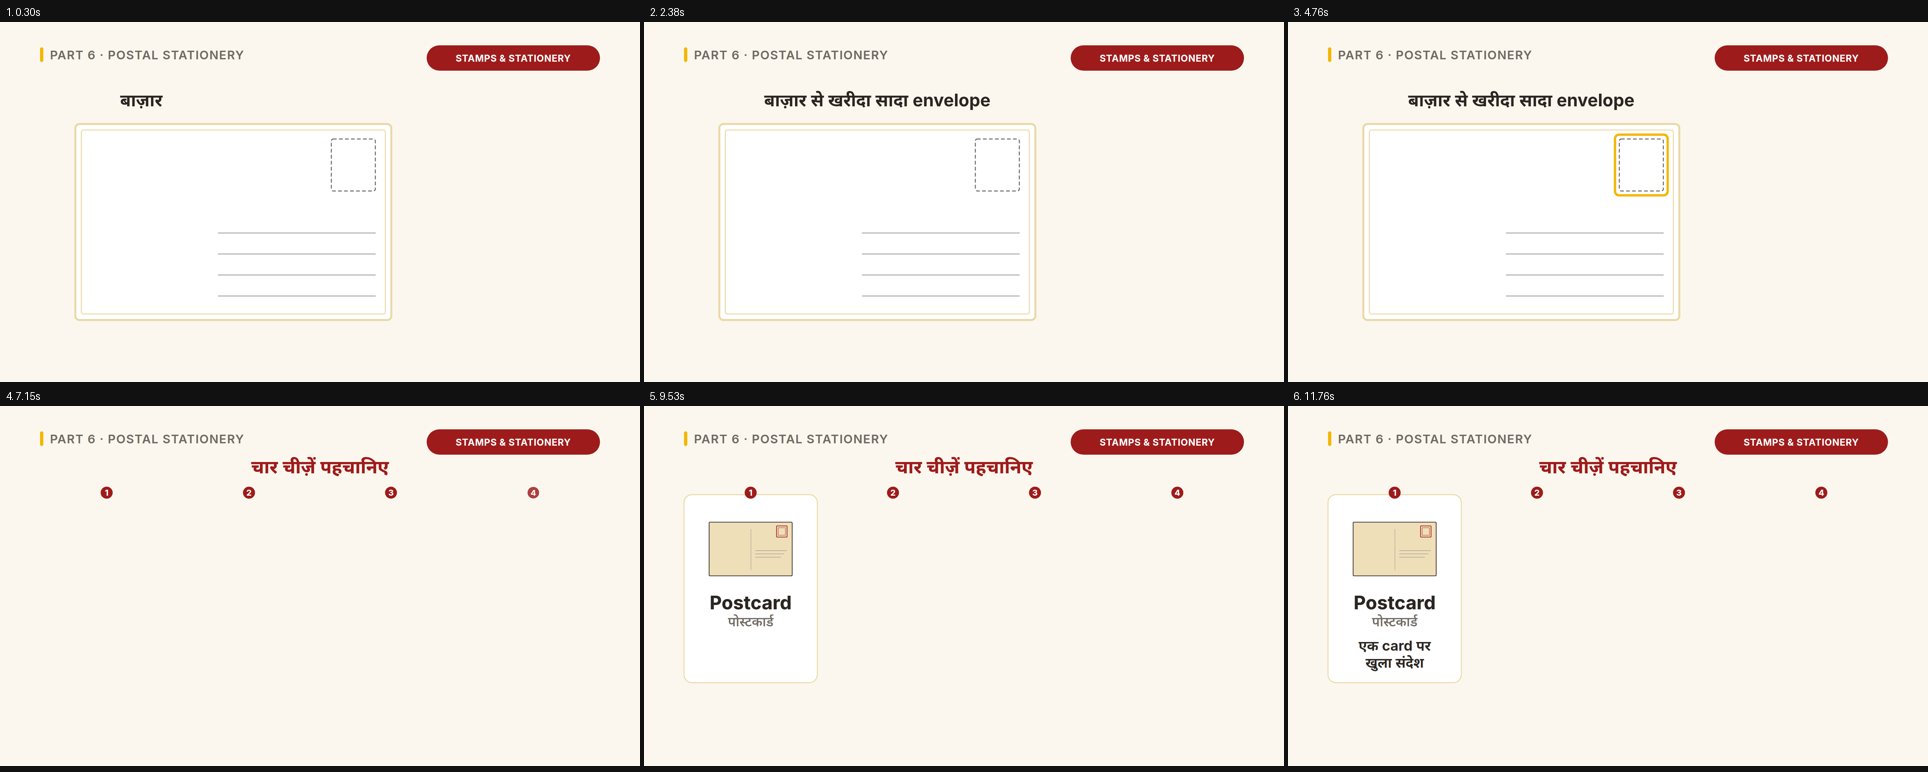 1. 0.30s
PART 6 · POSTAL STATIONERY
STAMPS & STATIONERY
बाज़ार
2. 2.38s
PART 6 · POSTAL STATIONERY
STAMPS & STATIONERY
बाज़ार से खरीदा सादा envelope
3. 4.76s
PART 6 · POSTAL STATIONERY
STAMPS & STATIONERY
बाज़ार से खरीदा सादा envelope
4. 7.15s
PART 6 · POSTAL STATIONERY
STAMPS & STATIONERY
चार चीज़ें पहचानिए
1 2 3 4
5. 9.53s
PART 6 · POSTAL STATIONERY
STAMPS & STATIONERY
चार चीज़ें पहचानिए
1 2 3 4
Postcard
पोस्टकार्ड
6. 11.76s
PART 6 · POSTAL STATIONERY
STAMPS & STATIONERY
चार चीज़ें पहचानिए
1 2 3 4
Postcard
पोस्टकार्ड
एक card पर
खुला संदेश